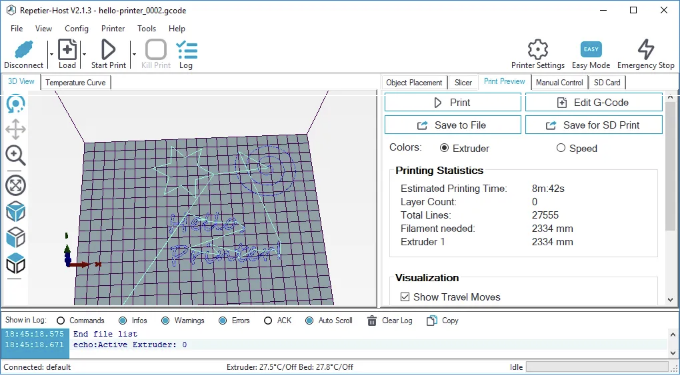 Repetier-Host V2.1.3 - hello-printer_0002.gcode
File View Config Printer Tools Help
Disconnect Load Start Print Kill Print Log Printer Settings Easy Mode Emergency Stop
EASY
3D View Temperature Curve
Object Placement Slicer Print Preview Manual Control SD Card
Print Edit G-Code
Save to File Save for SD Print
Colors: Extruder Speed
Printing Statistics
Estimated Printing Time: 8m:42s
Layer Count: 0
Total Lines: 27555
Filament needed: 2334 mm
Extruder 1 2334 mm
Visualization
Show Travel Moves
Hello
Printer!
Show in Log: Commands Infos Warnings Errors ACK Auto Scroll Clear Log Copy
18:45:18.575 End file list
18:45:18.671 echo:Active Extruder: 0
Connected: default Extruder: 27.5°C/Off Bed: 27.8°C/Off Idle